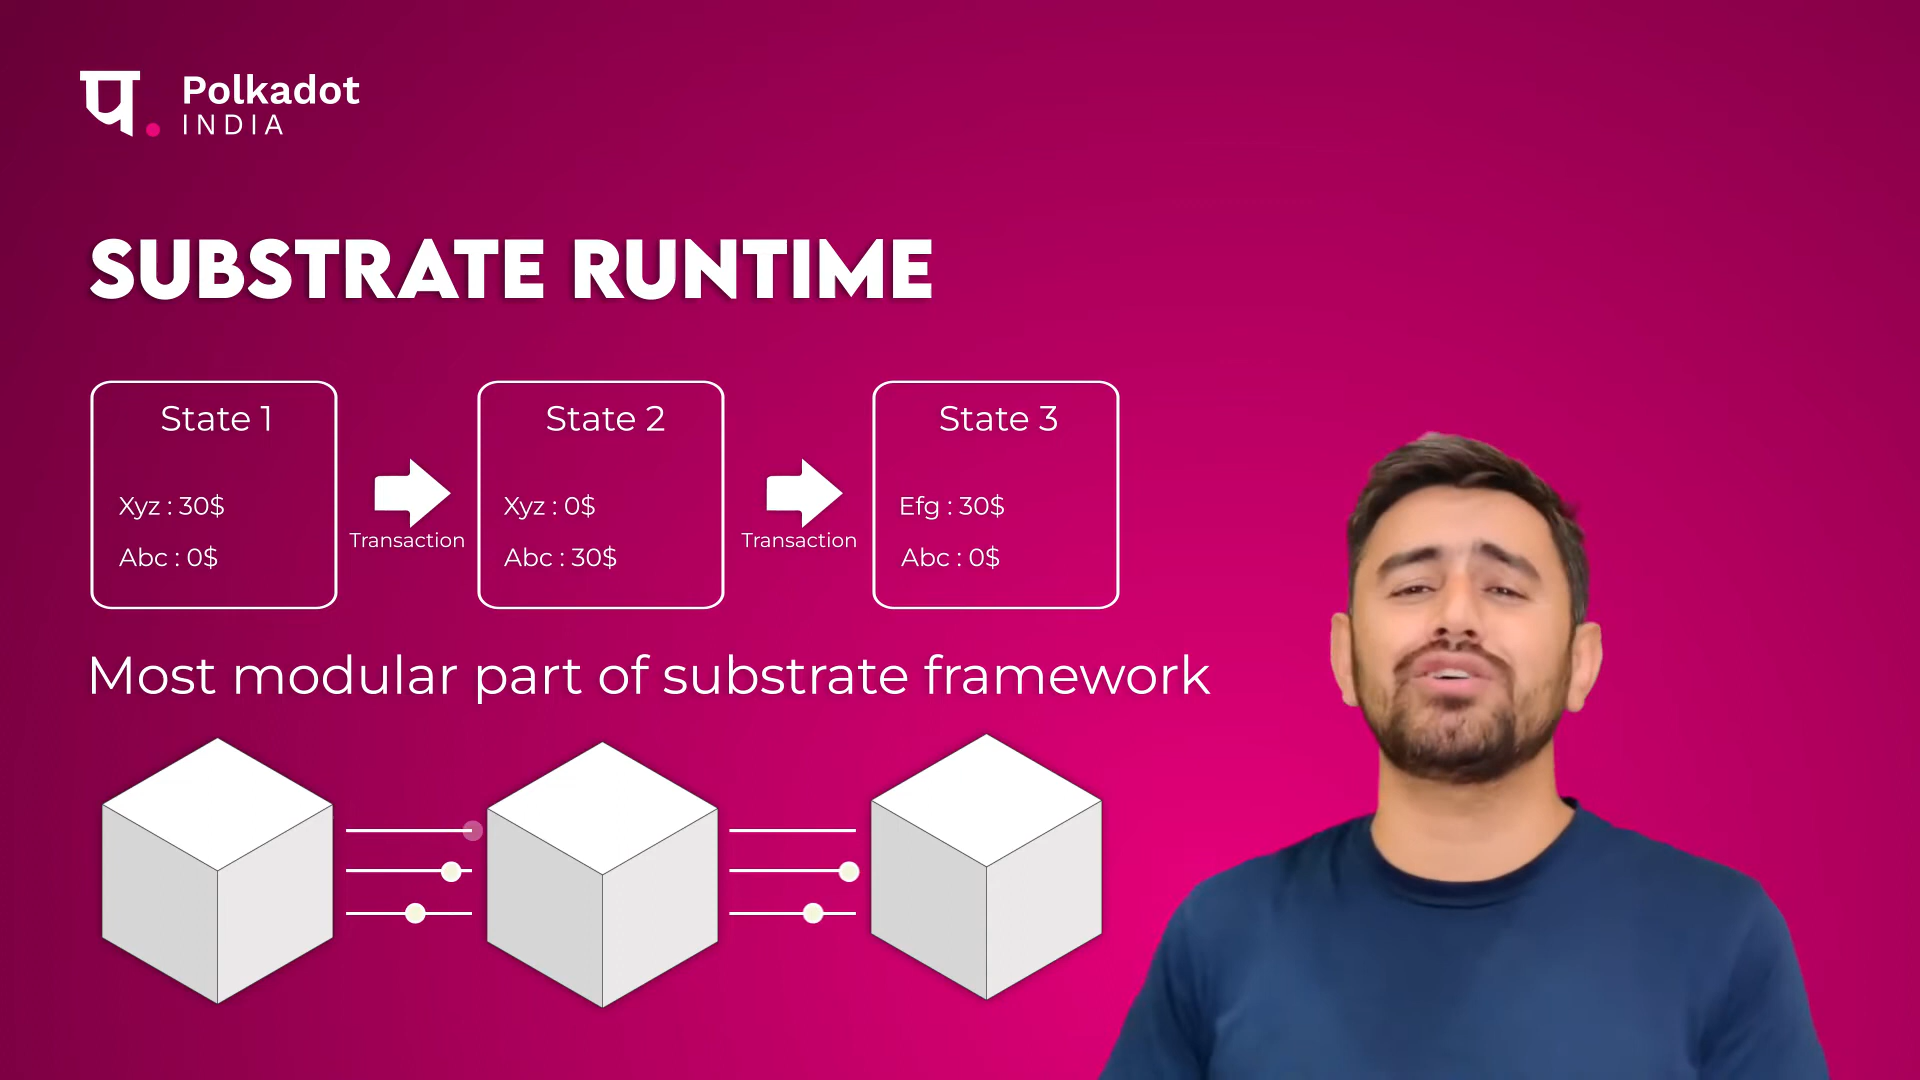 प.
Polkadot
INDIA
SUBSTRATE RUNTIME
State 1
Xyz : 30$
Abc : 0$
Transaction
State 2
Xyz : 0$
Abc : 30$
Transaction
State 3
Efg : 30$
Abc : 0$
Most modular part of substrate framework